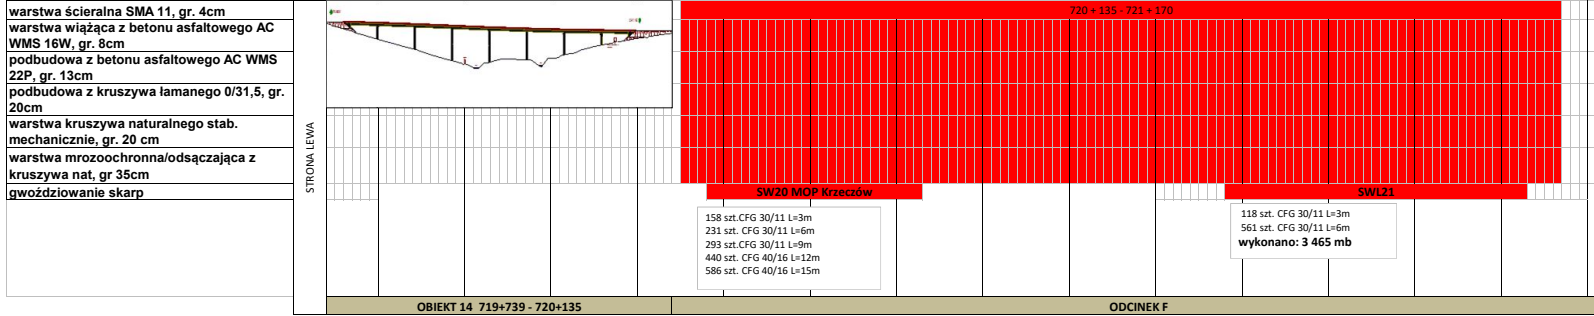 warstwa ścieralna SMA 11, gr. 4cm
warstwa wiążąca z betonu asfaltowego AC
WMS 16W, gr. 8cm
podbudowa z betonu asfaltowego AC WMS
22P, gr. 13cm
podbudowa z kruszywa łamanego 0/31,5, gr.
20cm
warstwa kruszywa naturalnego stab.
mechanicznie, gr. 20 cm
warstwa mrozoochronna/odsączająca z
kruszywa nat, gr 35cm
gwoździowanie skarp
STRONA LEWA
720 + 135 - 721 + 170
SW20 MOP Krzeczów
158 szt.CFG 30/11 L=3m
231 szt.CFG 30/11 L=6m
293 szt.CFG 30/11 L=9m
440 szt. CFG 40/16 L=12m
586 szt. CFG 40/16 L=15m
SWL21
118 szt. CFG 30/11 L=3m
561 szt. CFG 30/11 L=6m
wykonano: 3 465 mb
OBIEKT 14 719+739 - 720+135
ODCINEK F